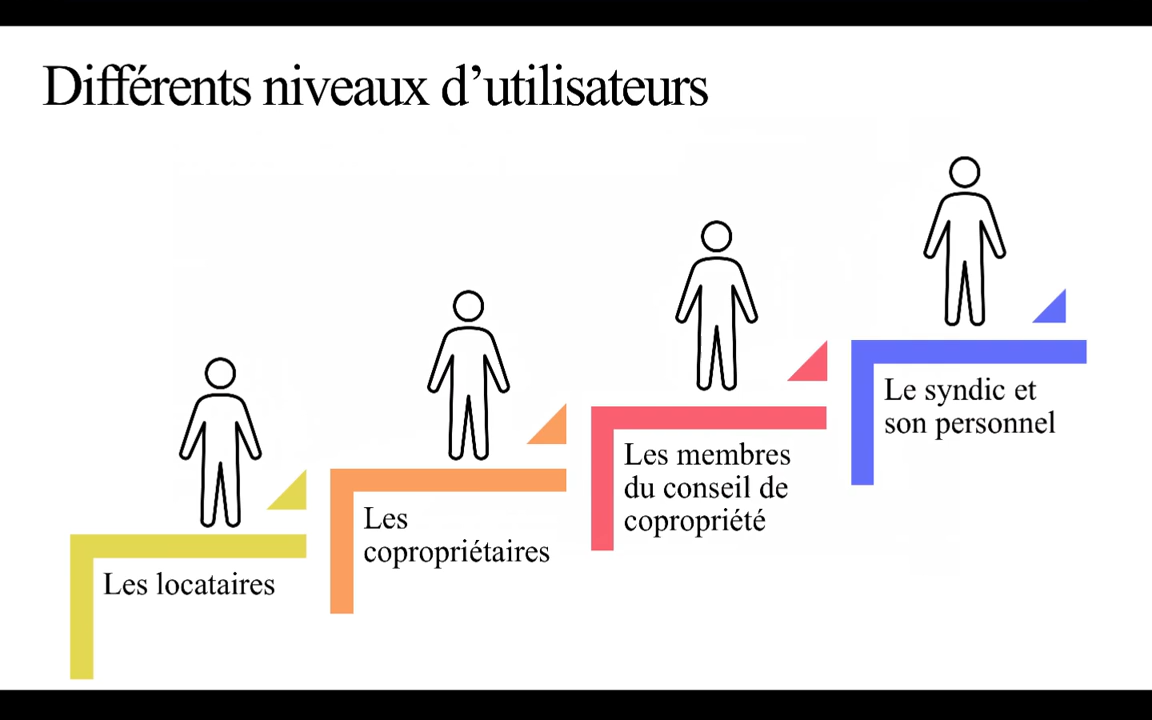 Différents niveaux d’utilisateurs
Les locataires
Les
copropriétaires
Les membres
du conseil de
copropriété
Le syndic et
son personnel